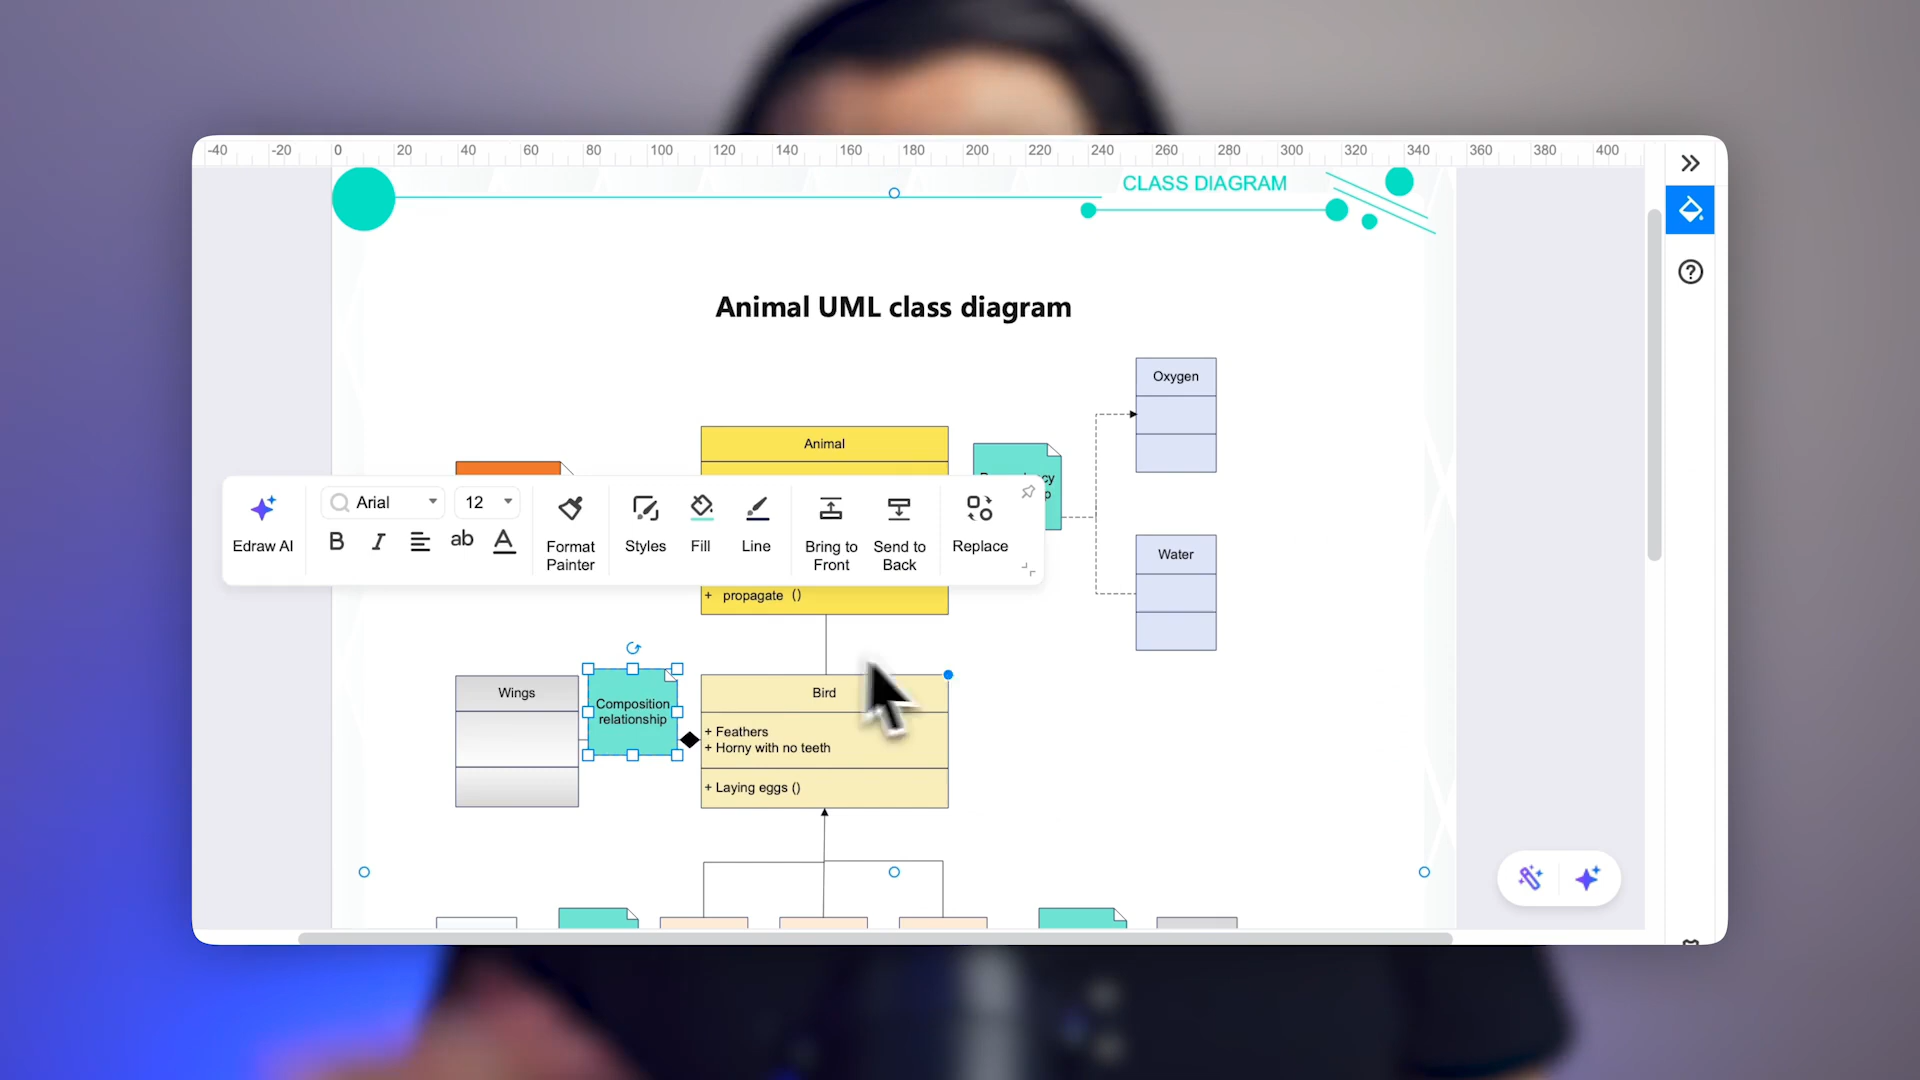 -40 -20 0 20 40 60 80 100 120 140 160 180 200 220 240 260 280 300 320 340 360 380 400
CLASS DIAGRAM
Animal UML class diagram
Oxygen
Animal
Edraw AI
Arial
12
B I ab A
Format
Painter
Styles
Fill
Line
Bring to
Front
Send to
Back
Replace
Water
+ propagate ()
Wings
Composition
relationship
Bird
+ Feathers
+ Horny with no teeth
+ Laying eggs ()